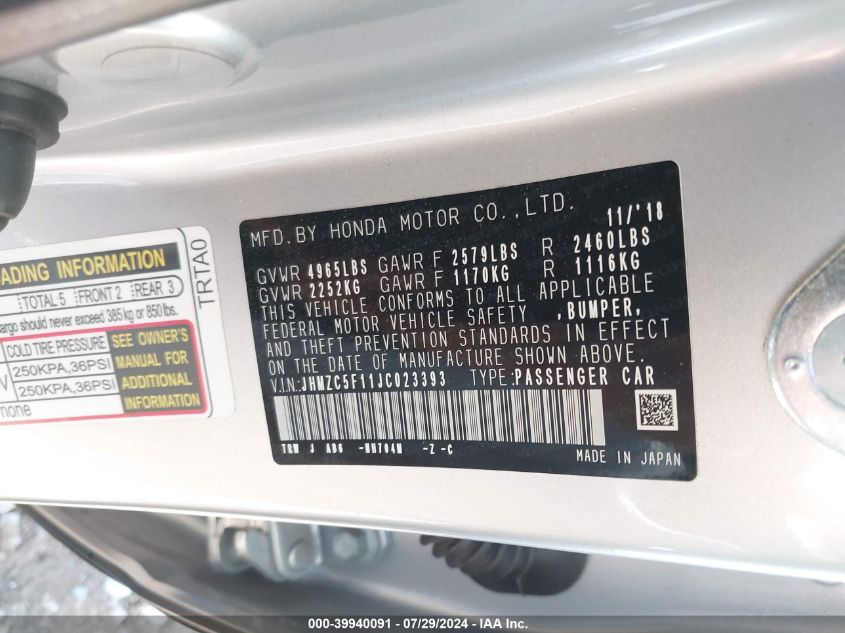 MFD.BY HONDA MOTOR CO.,LTD. 11/'18
GVWR 4965LBS GAWR F 2579LBS R 2460LBS
GVWR 2252KG GAWR F 1170KG R 1116KG
THIS VEHICLE CONFORMS TO ALL APPLICABLE
FEDERAL MOTOR VEHICLE SAFETY ,BUMPER,
AND THEFT PREVENTION STANDARDS IN EFFECT
ON THE DATE OF MANUFACTURE SHOWN ABOVE.
V.I.N:JHMZC5F11JC023393 TYPE:PASSENGER CAR
TRW J AD6 -NH704M -Z -C
MADE IN JAPAN
ADING INFORMATION
TOTAL 5 FRONT 2 REAR 3
argo should never exceed 385 kg or 850 lbs.
COLD TIRE PRESSURE
250KPA,36PSI
250KPA,36PSI
SEE OWNER'S
MANUAL FOR
ADDITIONAL
INFORMATION
TRTA0
000-39940091 / 07/29/2024 / IAA, Inc.